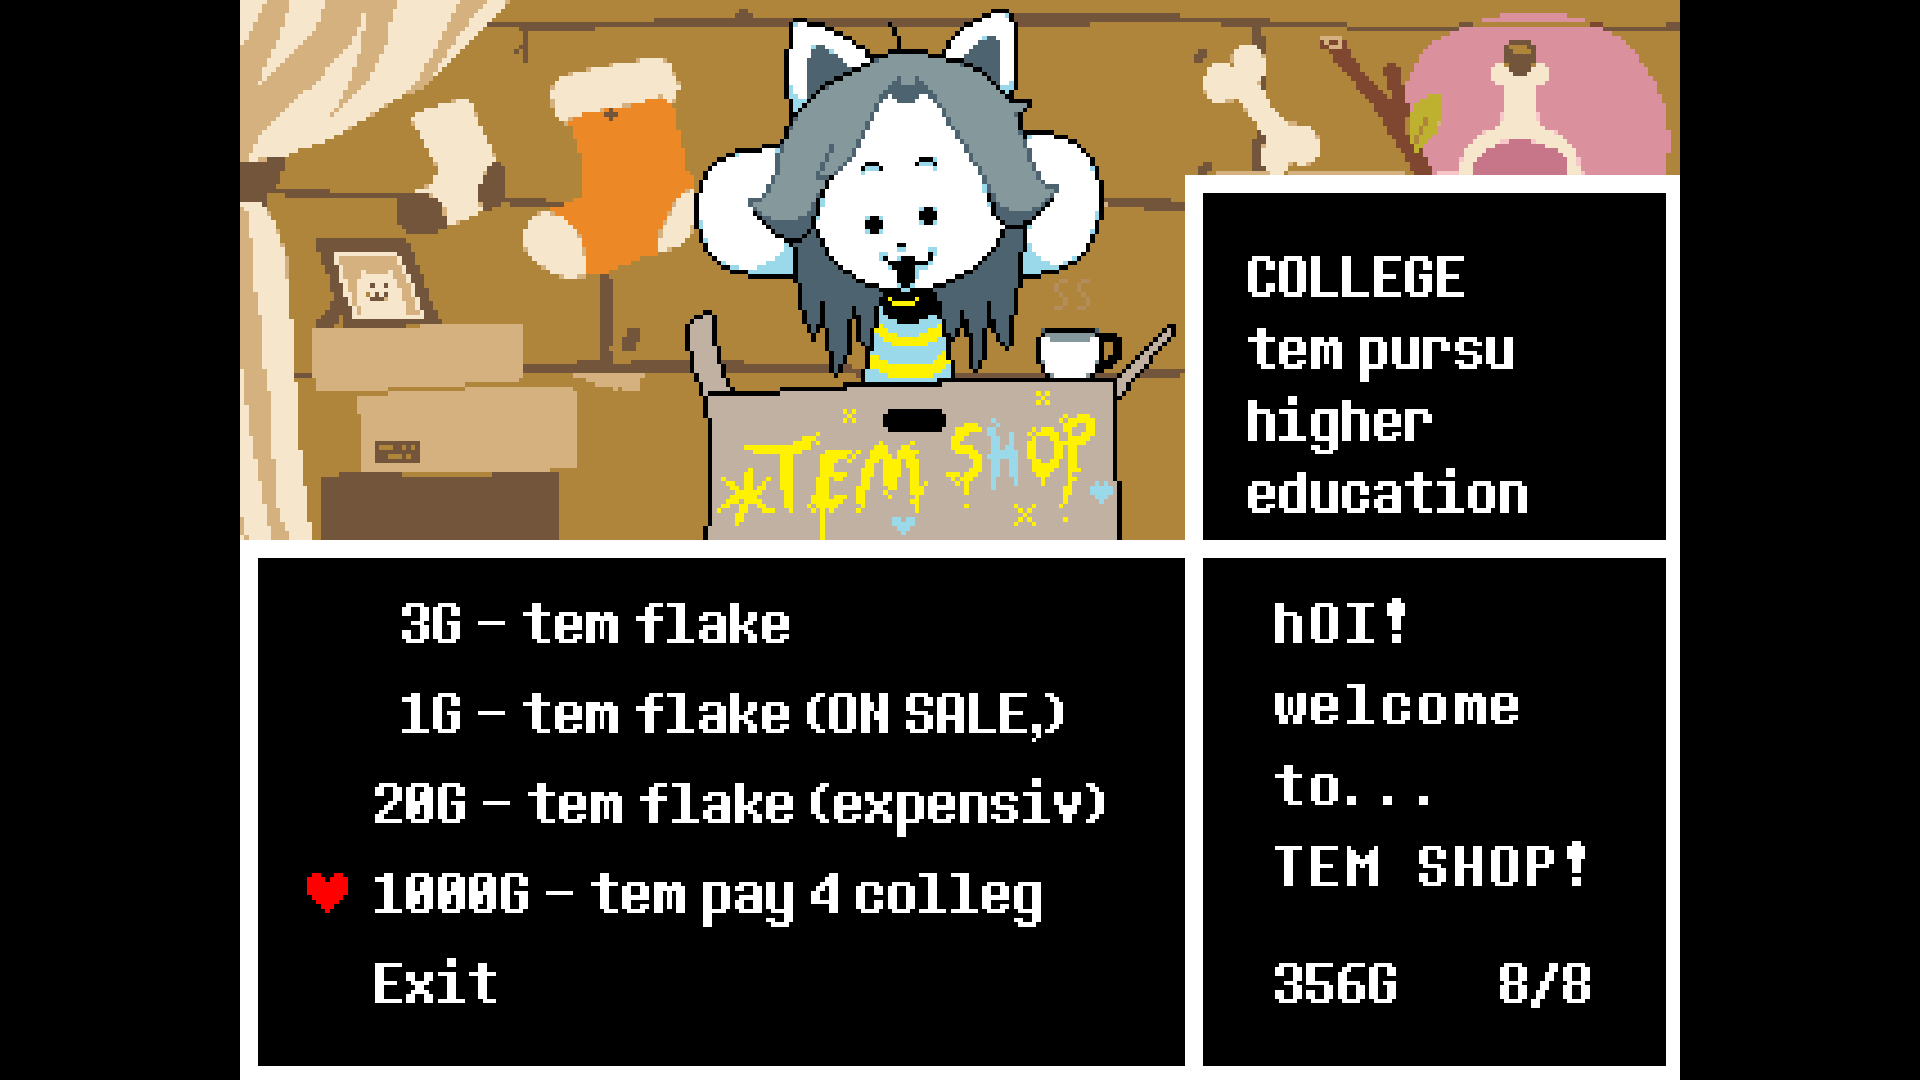 *TEM SHOP
COLLEGE
tem pursu
higher
education
3G - tem flake
1G - tem flake (ON SALE,)
20G - tem flake (expensiv)
1000G - tem pay 4 colleg
Exit
hOI!
welcome
to...
TEM SHOP!
356G 8/8